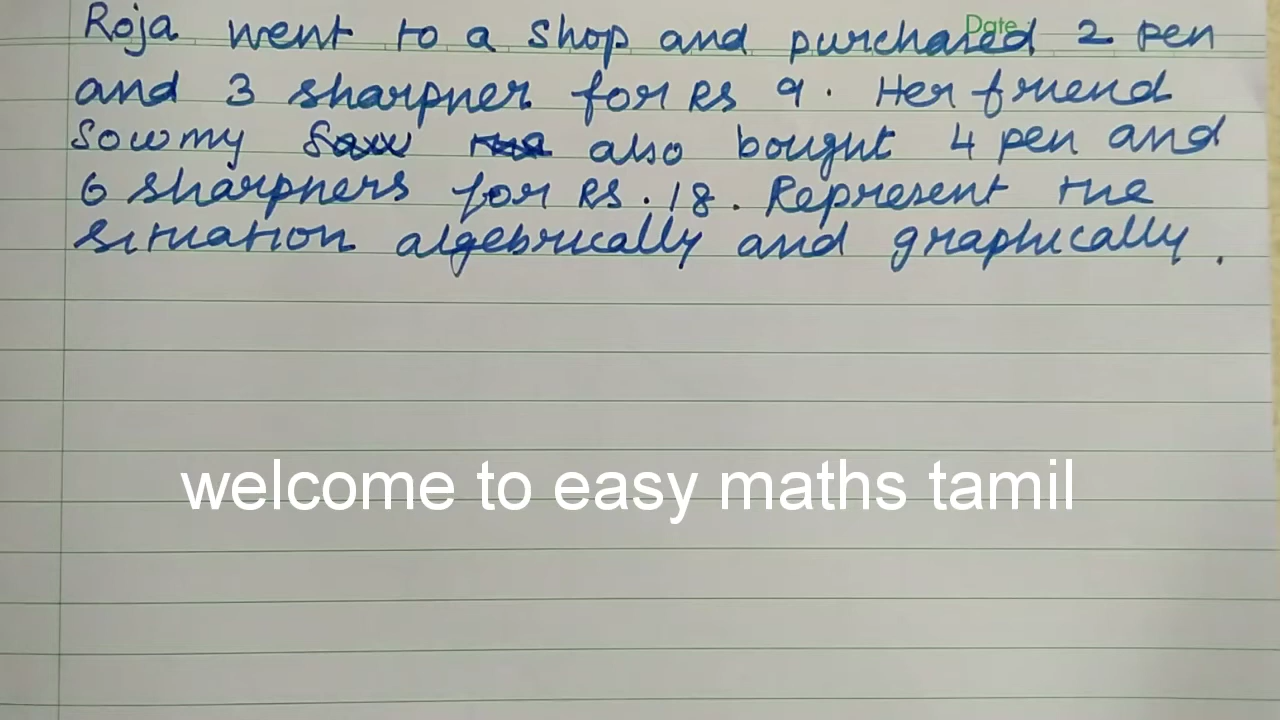 Date
Roja went to a shop and purchased 2 pen
and 3 sharpner for Rs 9. Her friend
Sowmy also bought 4 pen and
6 sharpners for Rs. 18. Represent the
situation algebrically and graphically.
welcome to easy maths tamil